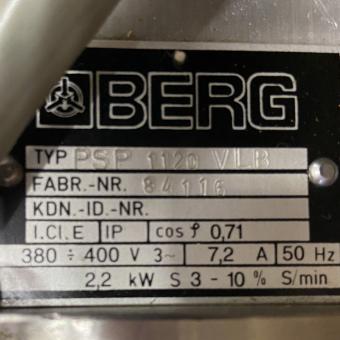 BERG
TYP PSP 1120 VLB
FABR.-NR. 84116
KDN.-ID.-NR.
I.Cl.E IP cos φ 0,71
380 ÷ 400 V 3~ 7,2 A 50 Hz
2,2 kW S 3 - 10 % S/min